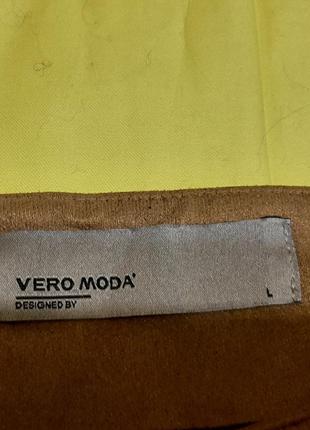 VERO MODA
DESIGNED BY
L